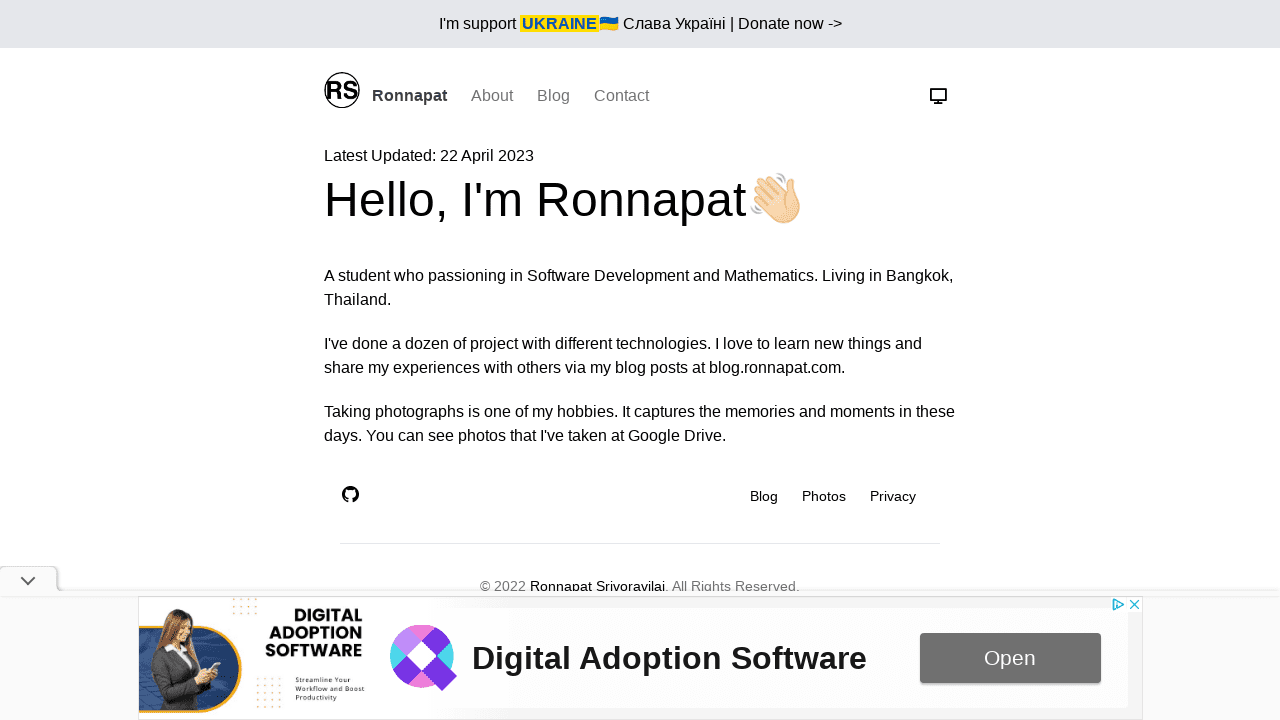 I'm support UKRAINE🇺🇦 Слава Україні | Donate now ->
RS Ronnapat About Blog Contact
Latest Updated: 22 April 2023
Hello, I'm Ronnapat👋🏻
A student who passioning in Software Development and Mathematics. Living in Bangkok,
Thailand.
I've done a dozen of project with different technologies. I love to learn new things and
share my experiences with others via my blog posts at blog.ronnapat.com.
Taking photographs is one of my hobbies. It captures the memories and moments in these
days. You can see photos that I've taken at Google Drive.
Blog Photos Privacy
© 2022 Ronnapat Srivoravilai. All Rights Reserved.
DIGITAL
ADOPTION
SOFTWARE
Streamline Your
Workflow and Boost
Productivity
Digital Adoption Software
Open